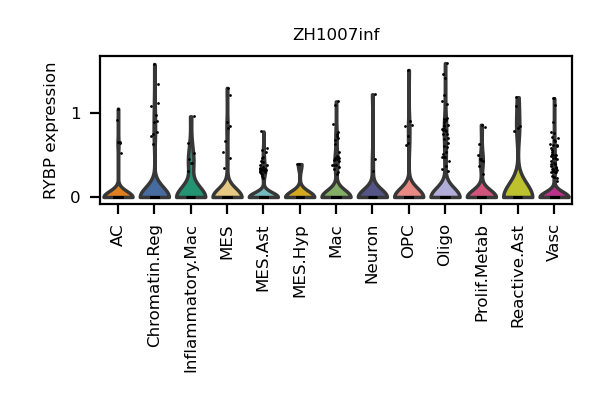 ZH1007inf
RYBP expression
1
0
AC
Chromatin.Reg
Inflammatory.Mac
MES
MES.Ast
MES.Hyp
Mac
Neuron
OPC
Oligo
Prolif.Metab
Reactive.Ast
Vasc